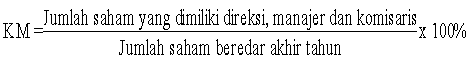 Jumlah saham yang dimiliki direksi, manajer dan komisaris
KM = x 100%
Jumlah saham beredar akhir tahun